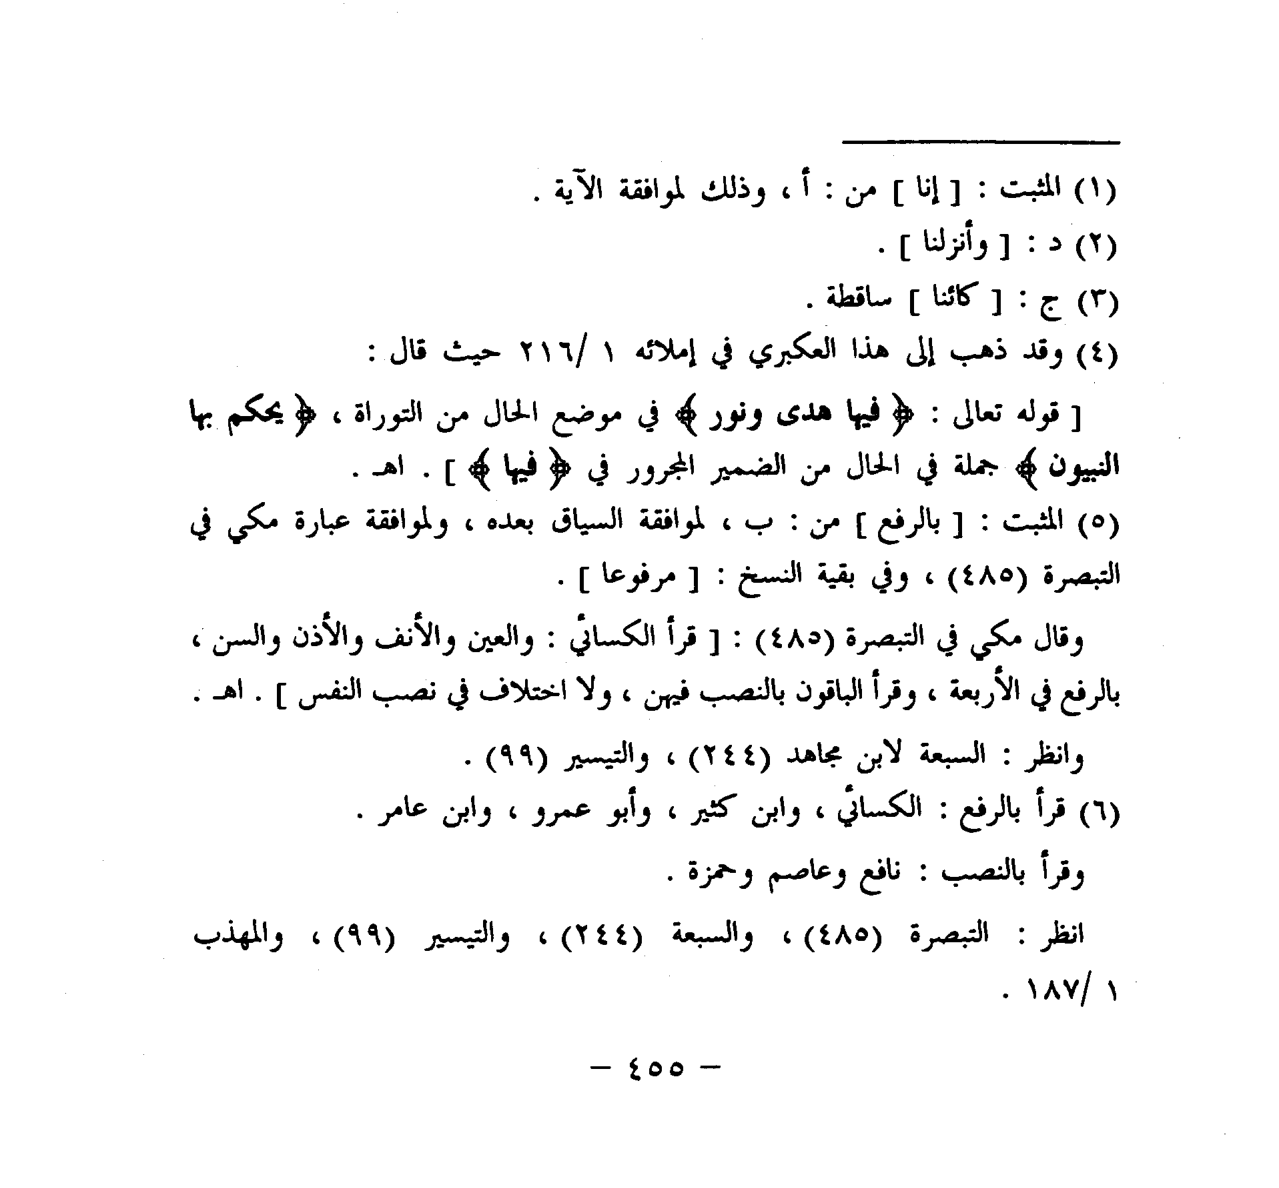 (١) المثبت : [ إنا ] من : أ ، وذلك لموافقة الآية .
(٢) د : [ وأنزلنا ] .
(٣) ج : [ كائنا ] ساقطة .
(٤) وقد ذهب إلى هذا العكبري في إملائه ١ /٢١٦ حيث قال :
[ قوله تعالى : ﴿ فيها هدى ونور ﴾ في موضع الحال من التوراة ، ﴿ يحكم بها
النبيون ﴾ جملة في الحال من الضمير المجرور في ﴿ فيها ﴾ ] . اهـ .
(٥) المثبت : [ بالرفع ] من : ب ، لموافقة السياق بعده ، ولموافقة عبارة مكي في
التبصرة (٤٨٥) ، وفي بقية النسخ : [ مرفوعا ] .
وقال مكي في التبصرة (٤٨٥) : [ قرأ الكسائي : والعين والأنف والأذن والسن ،
بالرفع في الأربعة ، وقرأ الباقون بالنصب فيهن ، ولا اختلاف في نصب النفس ] . اهـ .
وانظر : السبعة لابن مجاهد (٢٤٤) ، والتيسير (٩٩) .
(٦) قرأ بالرفع : الكسائي ، وابن كثير ، وأبو عمرو ، وابن عامر .
وقرأ بالنصب : نافع وعاصم وحمزة .
انظر : التبصرة (٤٨٥) ، والسبعة (٢٤٤) ، والتيسير (٩٩) ، والمهذب
١ /١٨٧ .
– ٤٥٥ –